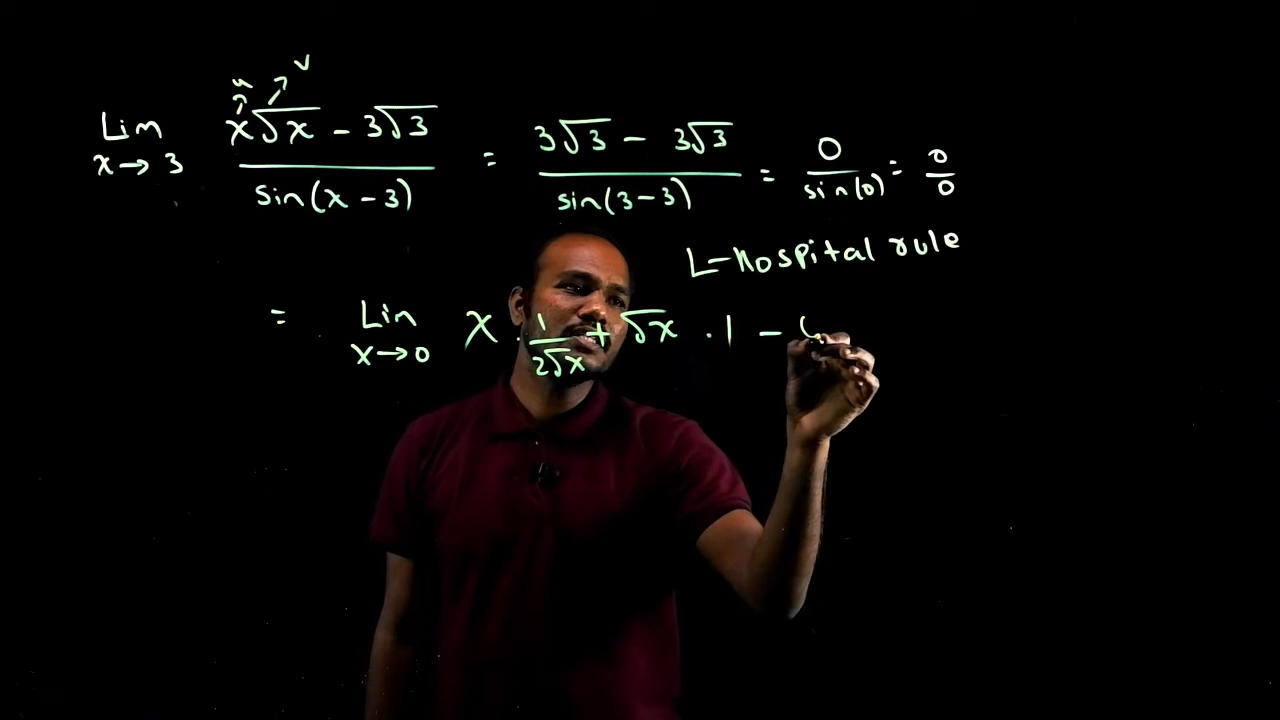 u v
Lim x→3 x√x - 3√3 / sin(x - 3) = 3√3 - 3√3 / sin(3-3) = 0 / sin(0) = 0 / 0
L-Hospital rule
= Lim x→0 x · 1 / 2√x + √x · 1 -